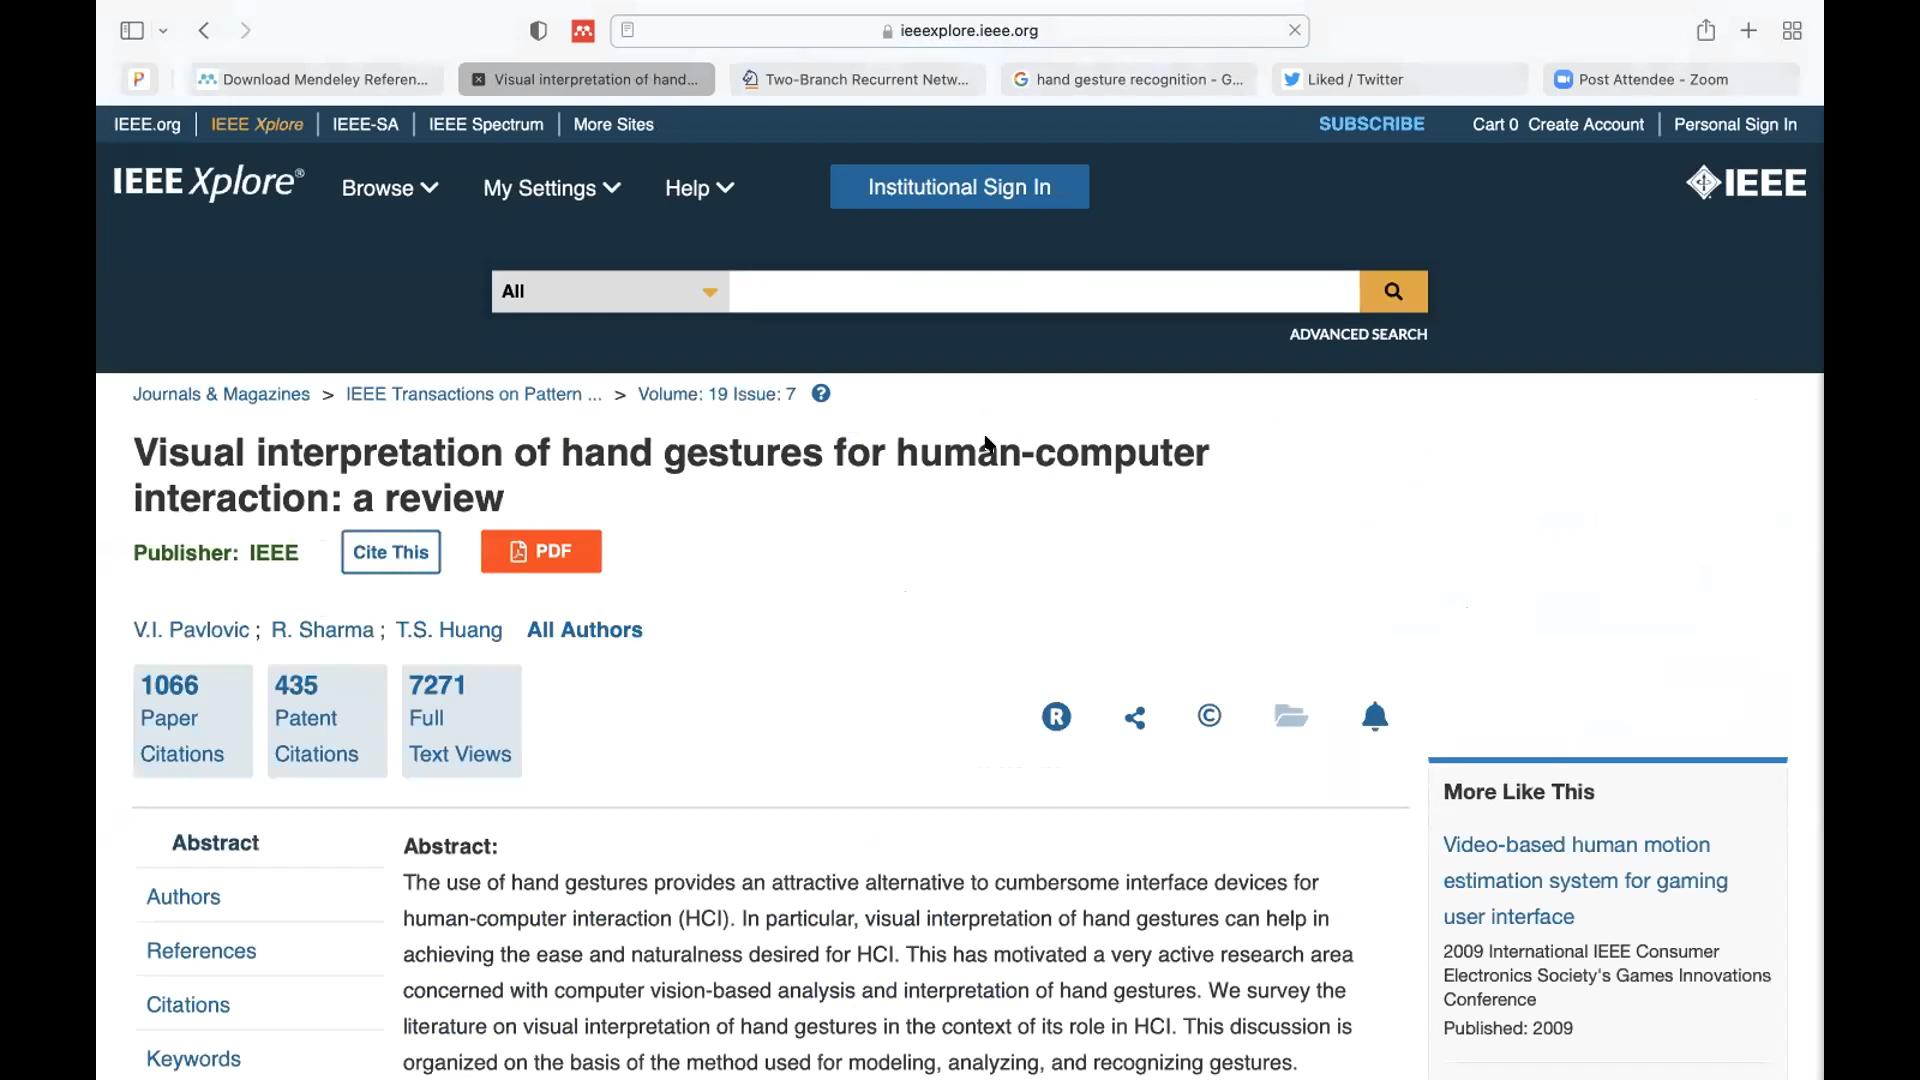 ieeexplore.ieee.org
P
Download Mendeley Referen...
Visual interpretation of hand...
Two-Branch Recurrent Netw...
hand gesture recognition - G...
Liked / Twitter
Post Attendee - Zoom
IEEE.org
IEEE Xplore
IEEE-SA
IEEE Spectrum
More Sites
SUBSCRIBE
Cart 0
Create Account
Personal Sign In
IEEE Xplore®
Browse
My Settings
Help
Institutional Sign In
IEEE
All
ADVANCED SEARCH
Journals & Magazines > IEEE Transactions on Pattern ... > Volume: 19 Issue: 7 ?
Visual interpretation of hand gestures for human-computer
interaction: a review
Publisher: IEEE
Cite This
PDF
V.I. Pavlovic ; R. Sharma ; T.S. Huang All Authors
1066
Paper
Citations
435
Patent
Citations
7271
Full
Text Views
R
©
Abstract
Authors
References
Citations
Keywords
Abstract:
The use of hand gestures provides an attractive alternative to cumbersome interface devices for
human-computer interaction (HCI). In particular, visual interpretation of hand gestures can help in
achieving the ease and naturalness desired for HCI. This has motivated a very active research area
concerned with computer vision-based analysis and interpretation of hand gestures. We survey the
literature on visual interpretation of hand gestures in the context of its role in HCI. This discussion is
organized on the basis of the method used for modeling, analyzing, and recognizing gestures.
More Like This
Video-based human motion
estimation system for gaming
user interface
2009 International IEEE Consumer
Electronics Society's Games Innovations
Conference
Published: 2009